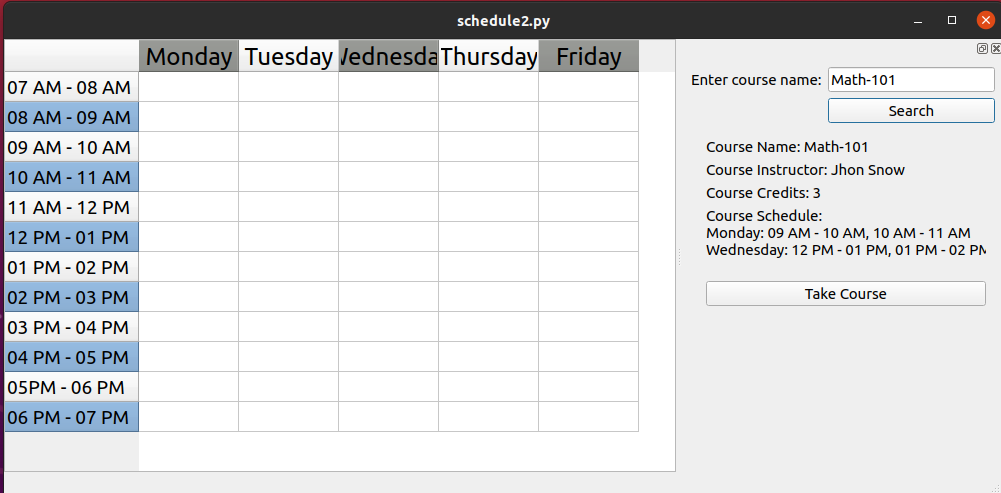 schedule2.py
Monday Tuesday Wednesday Thursday Friday
07 AM - 08 AM
08 AM - 09 AM
09 AM - 10 AM
10 AM - 11 AM
11 AM - 12 PM
12 PM - 01 PM
01 PM - 02 PM
02 PM - 03 PM
03 PM - 04 PM
04 PM - 05 PM
05PM - 06 PM
06 PM - 07 PM
Enter course name: Math-101
Search
Course Name: Math-101
Course Instructor: Jhon Snow
Course Credits: 3
Course Schedule:
Monday: 09 AM - 10 AM, 10 AM - 11 AM
Wednesday: 12 PM - 01 PM, 01 PM - 02 PM
Take Course